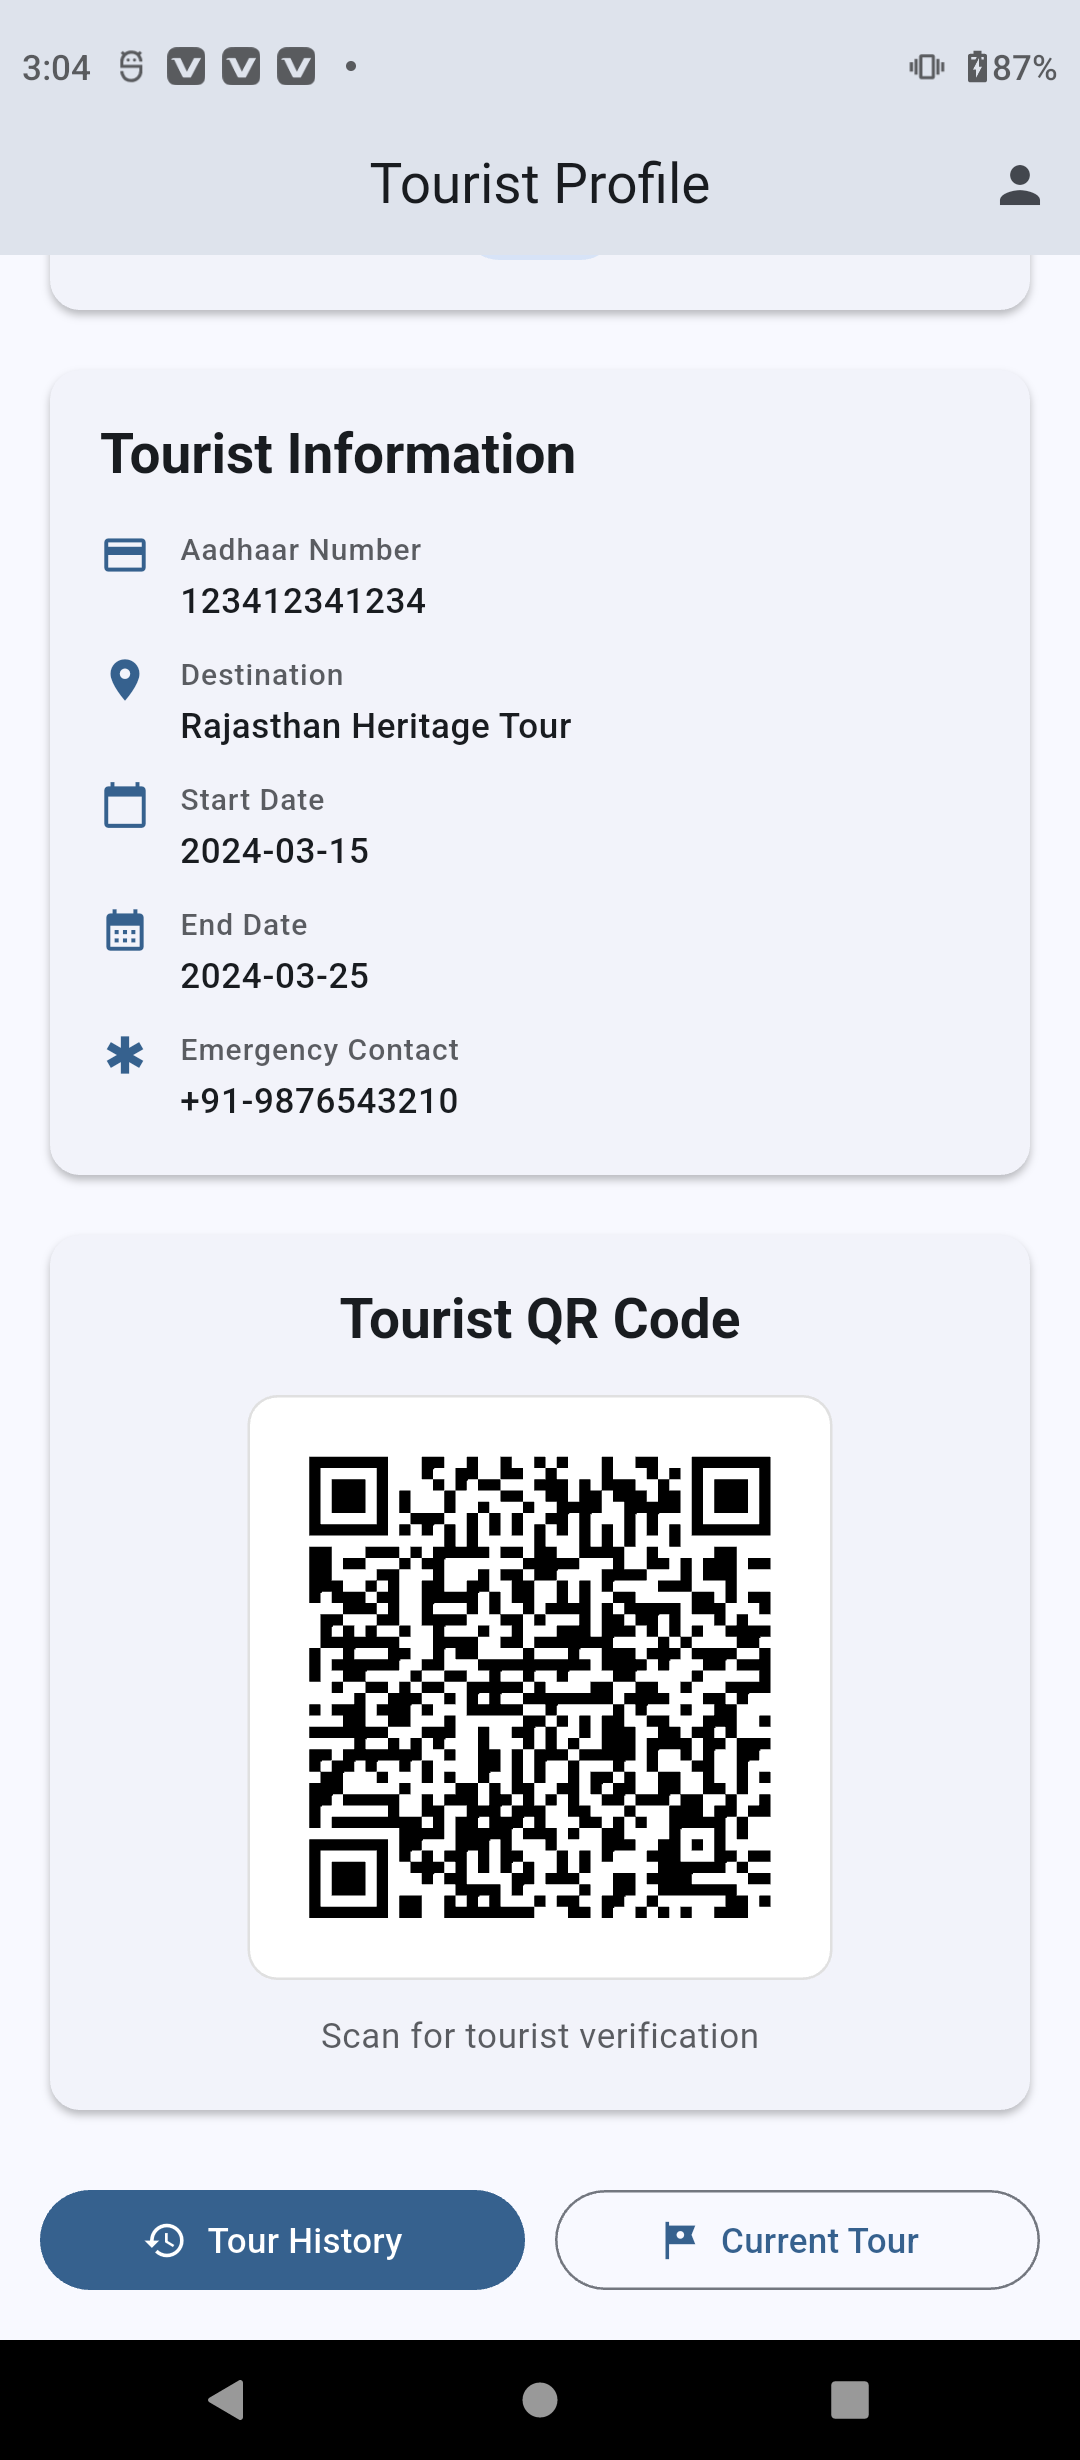 3:04
87%
Tourist Profile
Tourist Information
Aadhaar Number
123412341234
Destination
Rajasthan Heritage Tour
Start Date
2024-03-15
End Date
2024-03-25
Emergency Contact
+91-9876543210
Tourist QR Code
Scan for tourist verification
Tour History
Current Tour